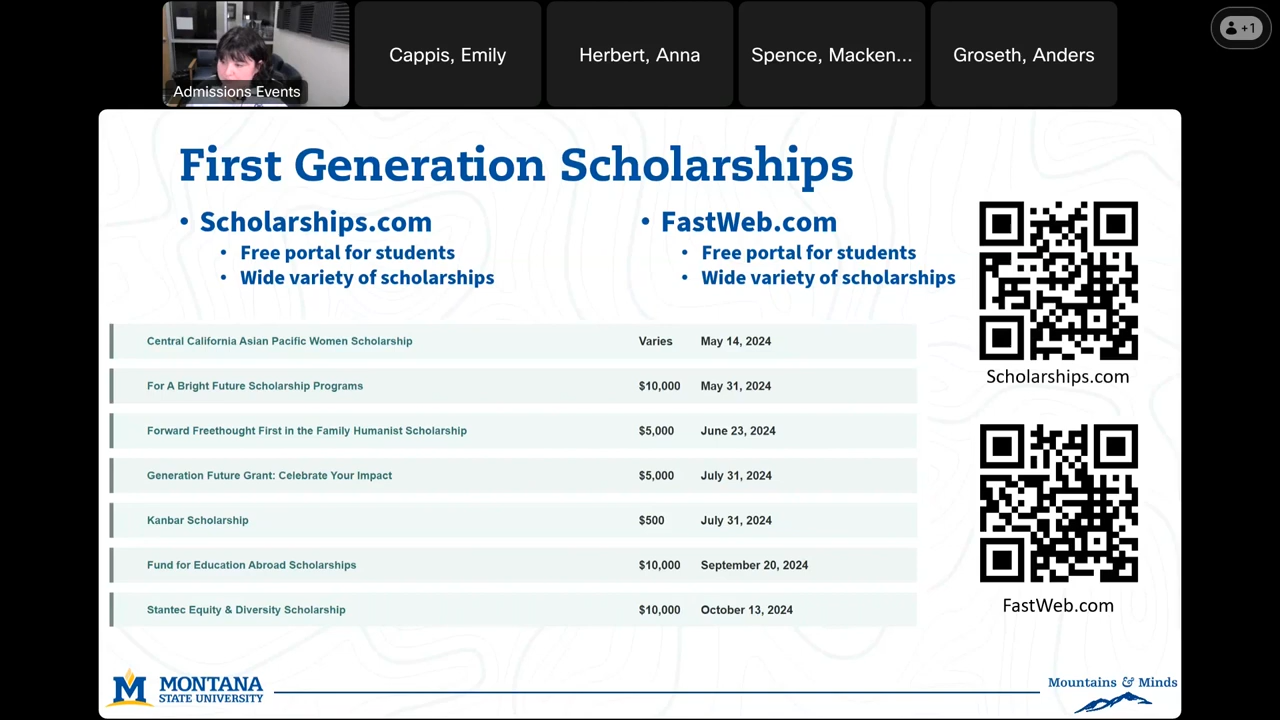 Admissions Events
Cappis, Emily
Herbert, Anna
Spence, Macken...
Groseth, Anders
+1
First Generation Scholarships
• Scholarships.com
• Free portal for students
• Wide variety of scholarships
• FastWeb.com
• Free portal for students
• Wide variety of scholarships
Scholarships.com
Central California Asian Pacific Women Scholarship Varies May 14, 2024
For A Bright Future Scholarship Programs $10,000 May 31, 2024
Forward Freethought First in the Family Humanist Scholarship $5,000 June 23, 2024
Generation Future Grant: Celebrate Your Impact $5,000 July 31, 2024
Kanbar Scholarship $500 July 31, 2024
Fund for Education Abroad Scholarships $10,000 September 20, 2024
Stantec Equity & Diversity Scholarship $10,000 October 13, 2024
FastWeb.com
M MONTANA
STATE UNIVERSITY
Mountains & Minds